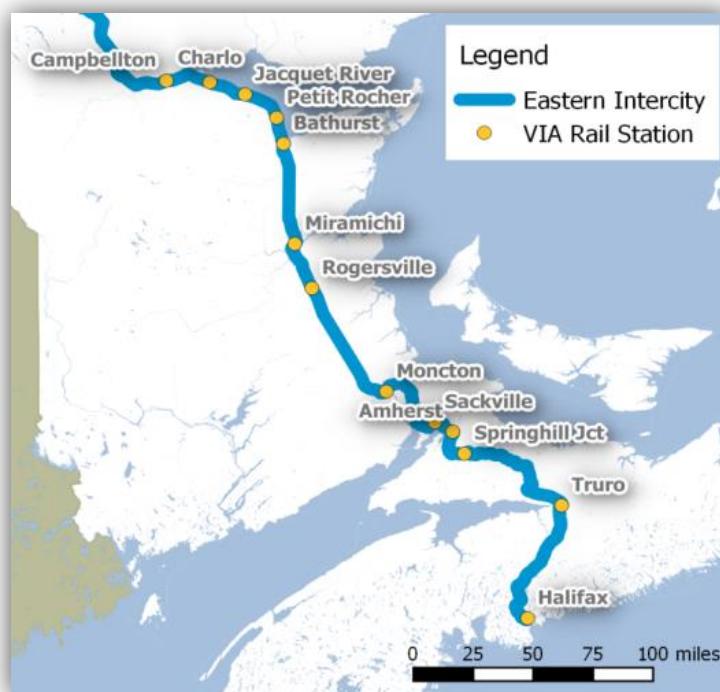 Legend
Eastern Intercity
VIA Rail Station
Campbellton
Charlo
Jacquet River
Petit Rocher
Bathurst
Miramichi
Rogersville
Moncton
Amherst
Sackville
Springhill Jct
Truro
Halifax
0 25 50 75 100 miles